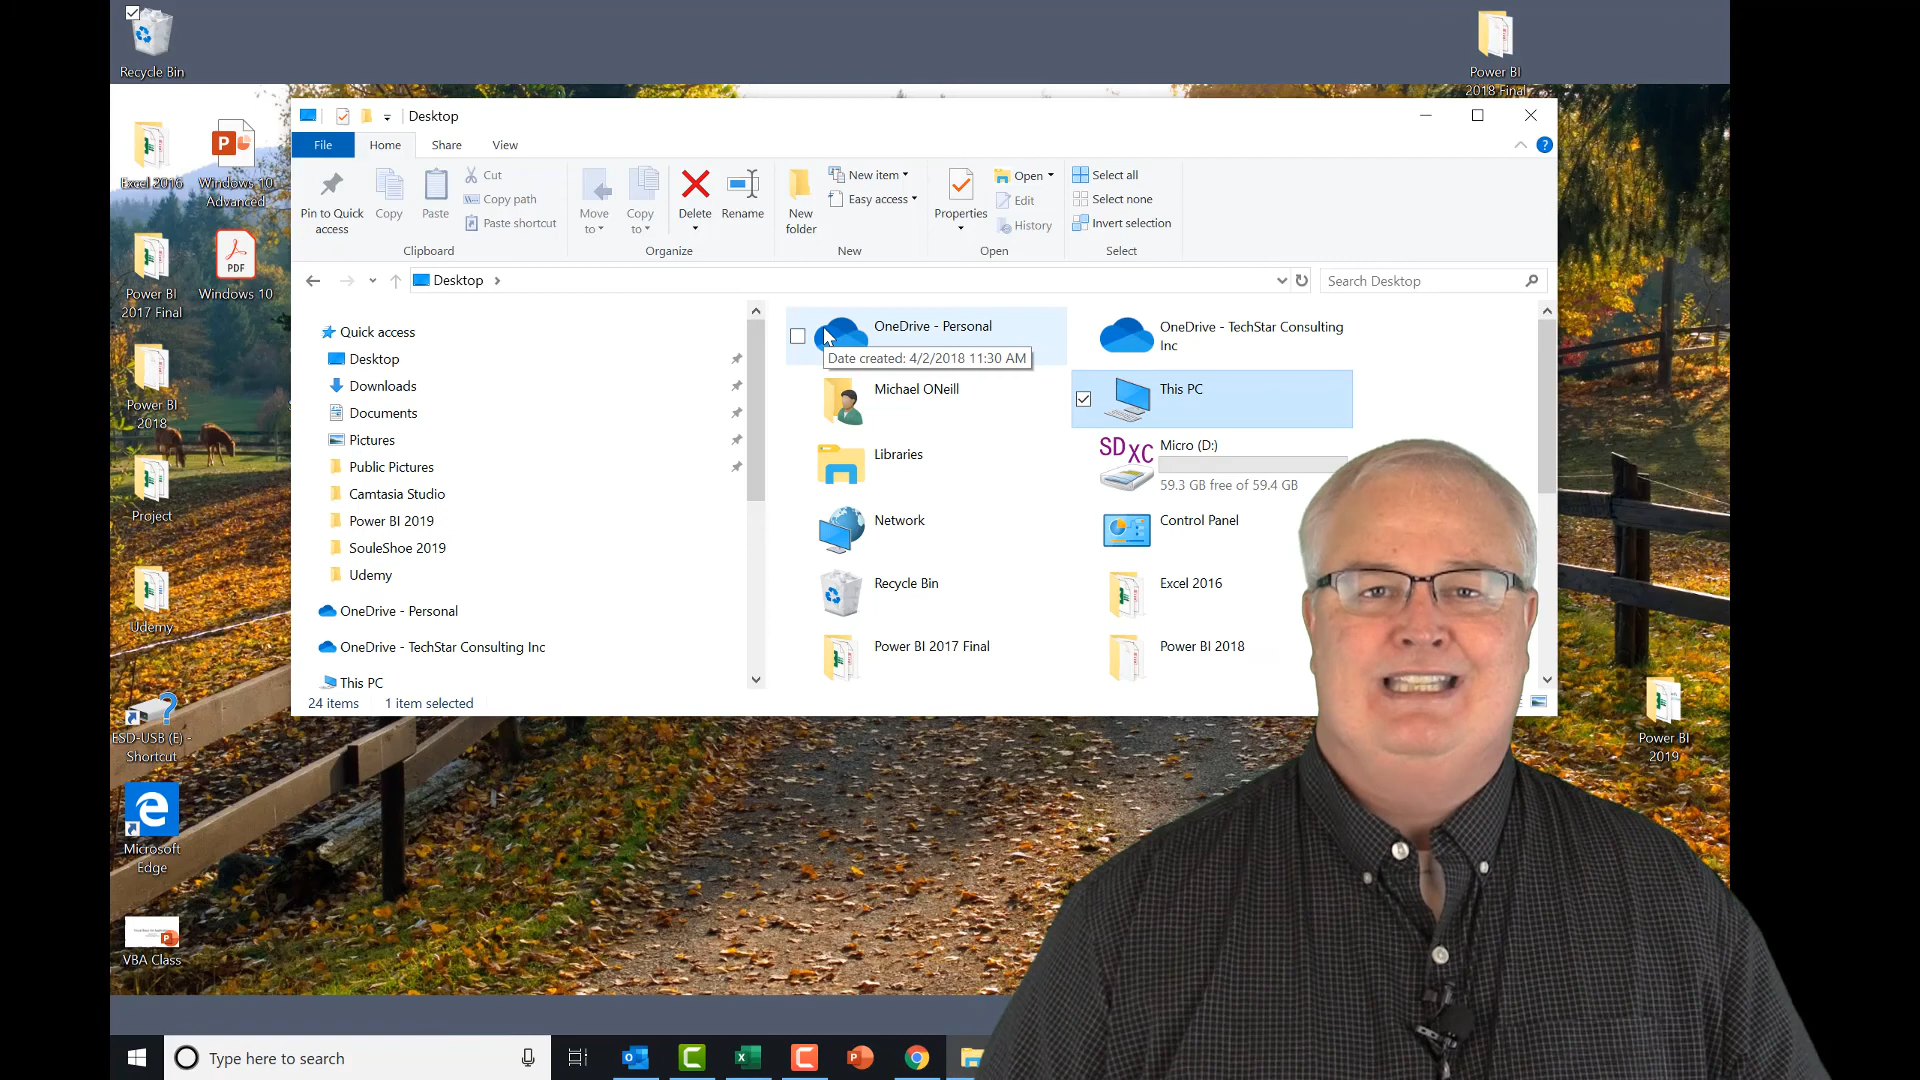 Recycle Bin
Power BI
2018 Final
Desktop
File
Home
Share
View
?
Pin to Quick
access
Copy
Paste
Cut
Copy path
Paste shortcut
Clipboard
Move
to
Copy
to
Delete
Rename
Organize
New
folder
New item
Easy access
New
Properties
Open
Edit
History
Open
Select all
Select none
Invert selection
Select
Desktop
Search Desktop
Excel 2016
Windows 10
Advanced
Power BI
2017 Final
PDF
Windows 10
Power BI
2018
Project
Udemy
ESD-USB (E) -
Shortcut
Microsoft
Edge
VBA Class
Quick access
Desktop
Downloads
Documents
Pictures
Public Pictures
Camtasia Studio
Power BI 2019
SouleShoe 2019
Udemy
OneDrive - Personal
OneDrive - TechStar Consulting Inc
This PC
OneDrive - Personal
Date created: 4/2/2018 11:30 AM
OneDrive - TechStar Consulting
Inc
Michael ONeill
This PC
Libraries
SDXC
Micro (D:)
59.3 GB free of 59.4 GB
Network
Control Panel
Recycle Bin
Excel 2016
Power BI 2017 Final
Power BI 2018
24 items
1 item selected
Power BI
2019
Type here to search